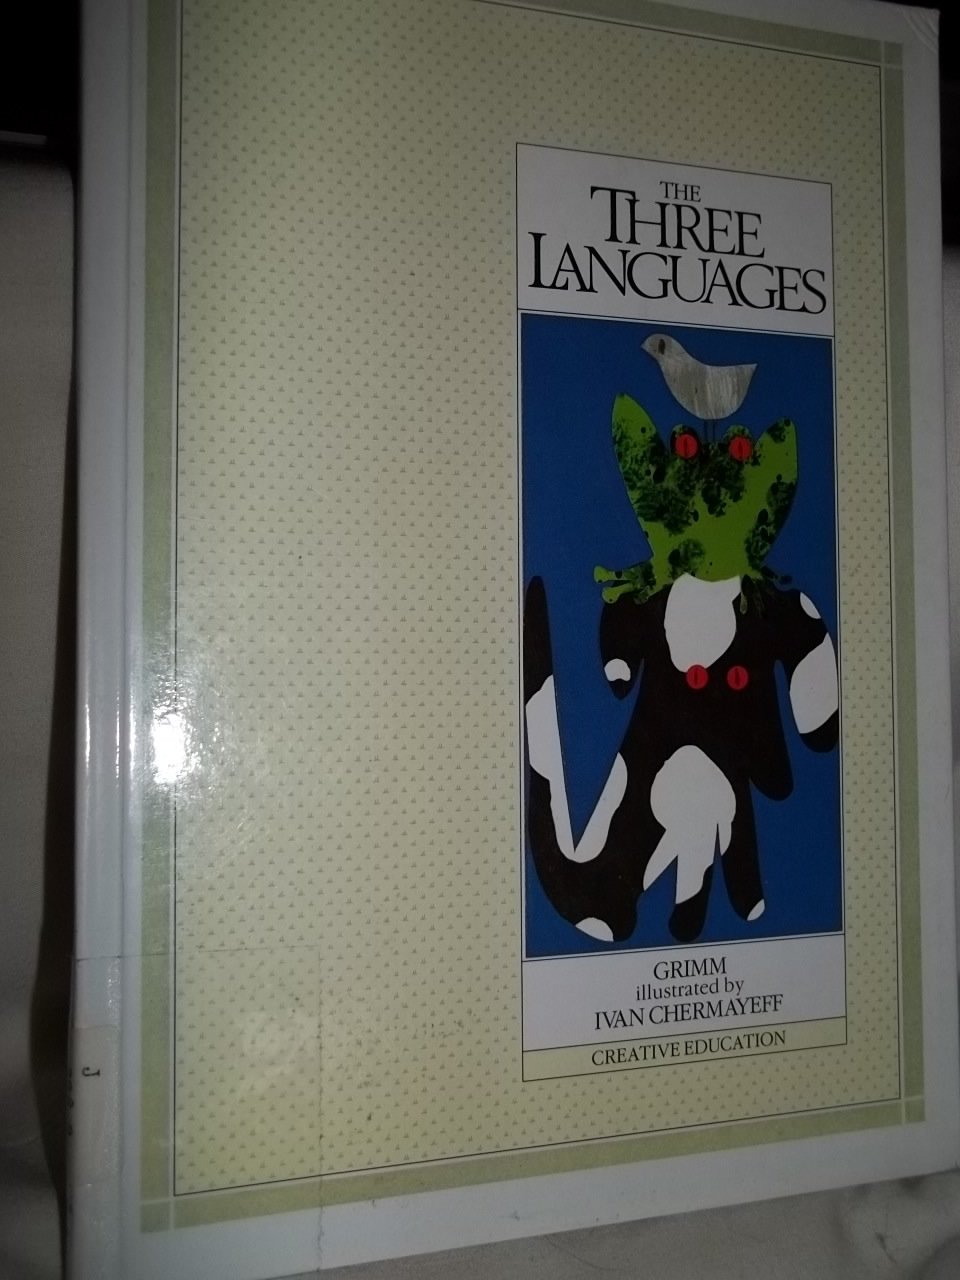 THE
THREE
LANGUAGES
GRIMM
illustrated by
IVAN CHERMAYEFF
CREATIVE EDUCATION
J